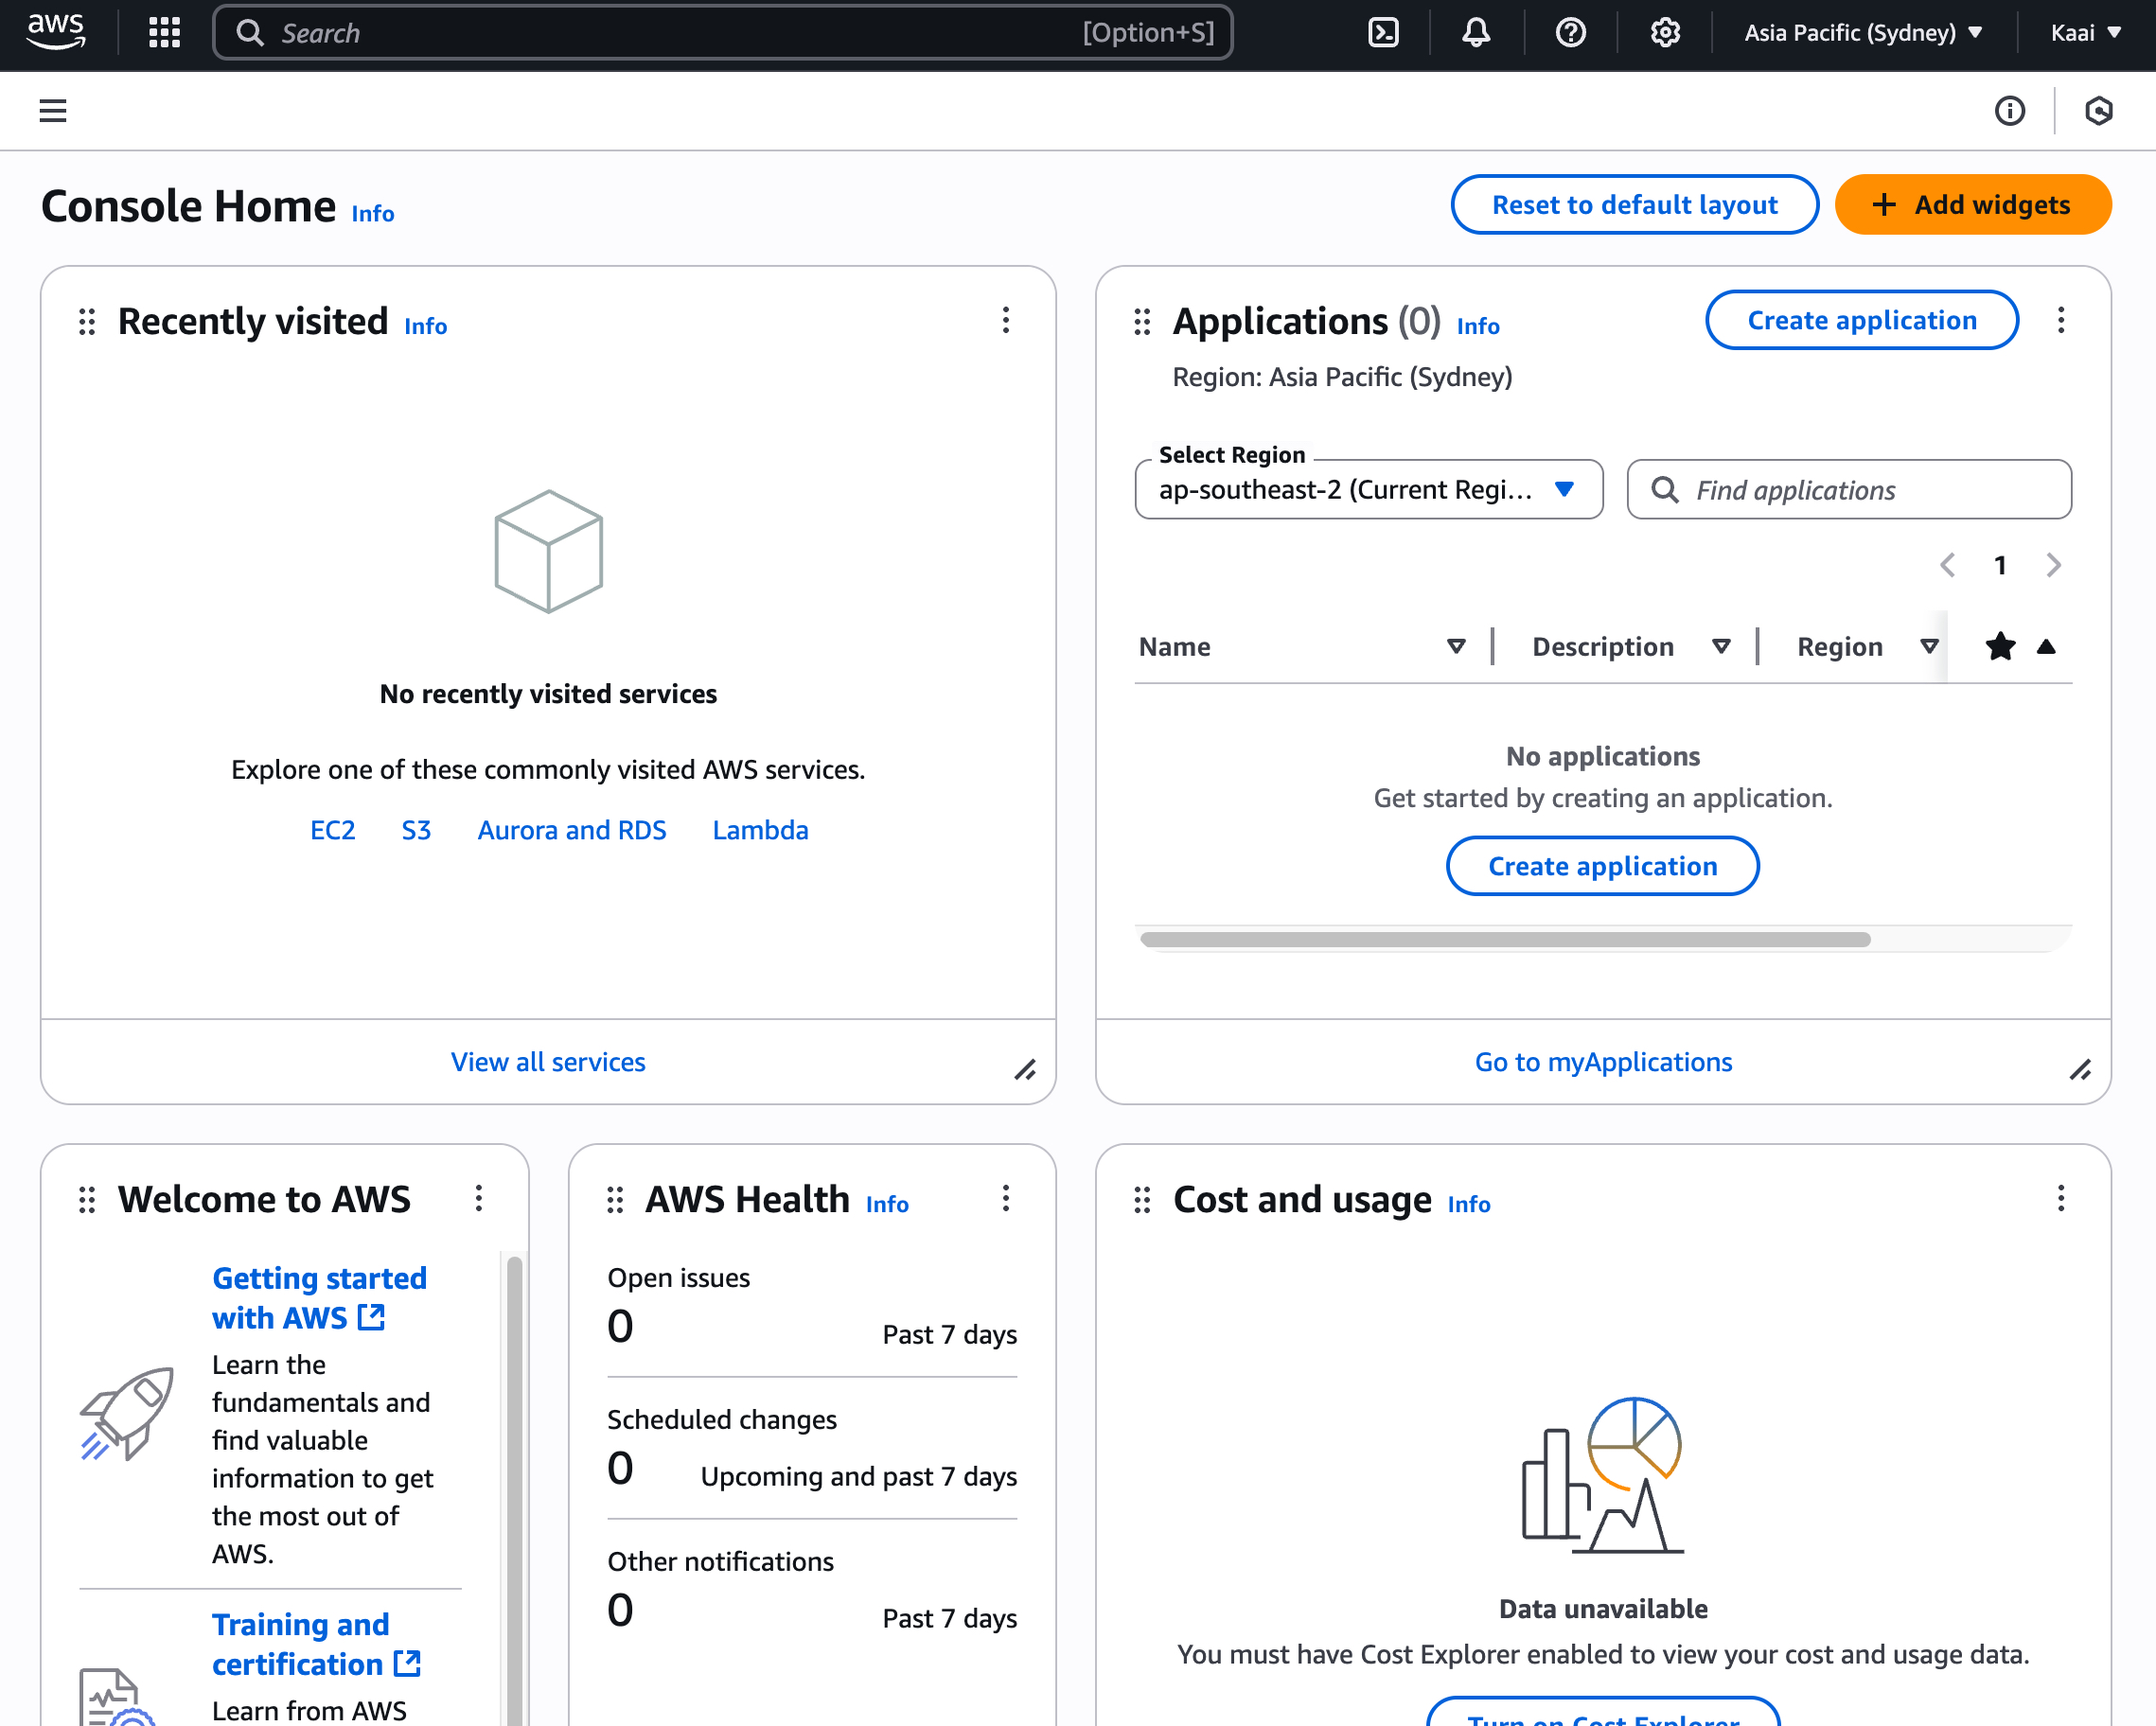 aws
Search [Option+S]
Asia Pacific (Sydney)
Kaai
Console Home Info
Reset to default layout
Add widgets
Recently visited Info
No recently visited services
Explore one of these commonly visited AWS services.
EC2 S3 Aurora and RDS Lambda
View all services
Applications (0) Info
Create application
Region: Asia Pacific (Sydney)
Select Region
ap-southeast-2 (Current Regi...
Find applications
1
Name Description Region
No applications
Get started by creating an application.
Create application
Go to myApplications
Welcome to AWS
Getting started
with AWS
Learn the
fundamentals and
find valuable
information to get
the most out of
AWS.
Training and
certification
Learn from AWS
AWS Health Info
Open issues
0 Past 7 days
Scheduled changes
0 Upcoming and past 7 days
Other notifications
0 Past 7 days
Cost and usage Info
Data unavailable
You must have Cost Explorer enabled to view your cost and usage data.
Turn on Cost Explorer